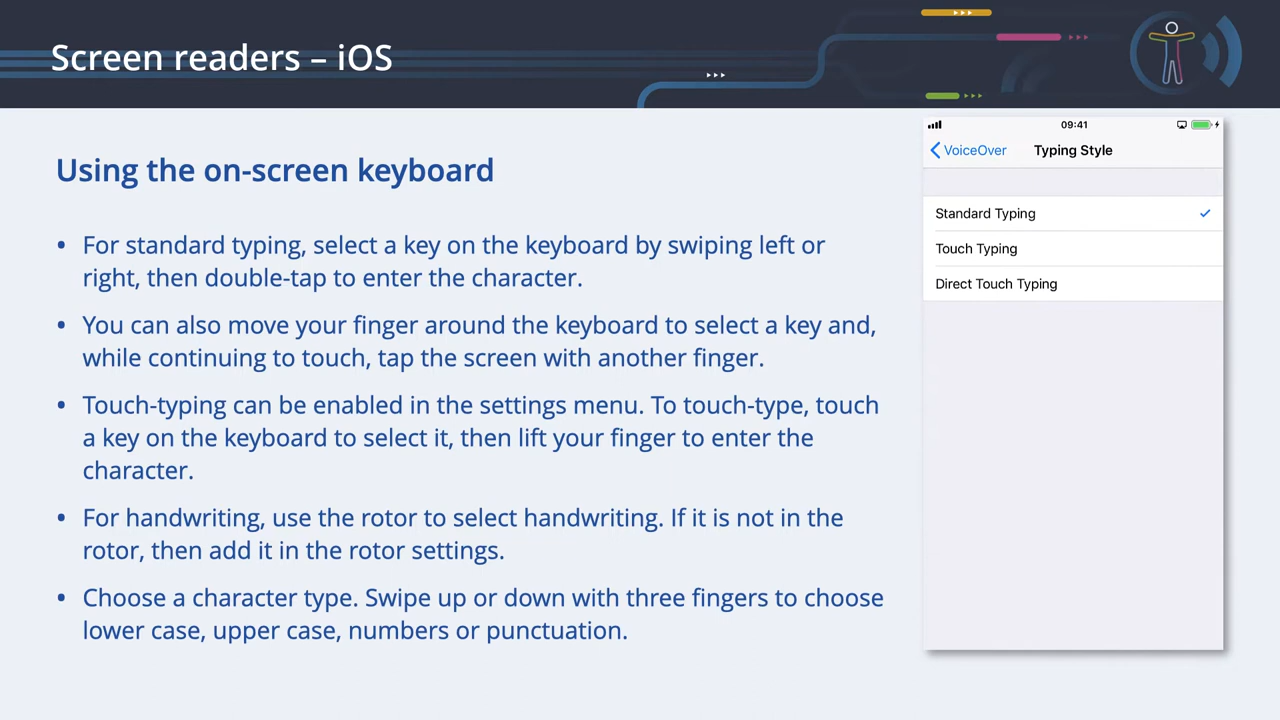 Screen readers – iOS
Using the on-screen keyboard
• For standard typing, select a key on the keyboard by swiping left or
right, then double-tap to enter the character.
• You can also move your finger around the keyboard to select a key and,
while continuing to touch, tap the screen with another finger.
• Touch-typing can be enabled in the settings menu. To touch-type, touch
a key on the keyboard to select it, then lift your finger to enter the
character.
• For handwriting, use the rotor to select handwriting. If it is not in the
rotor, then add it in the rotor settings.
• Choose a character type. Swipe up or down with three fingers to choose
lower case, upper case, numbers or punctuation.
09:41
VoiceOver Typing Style
Standard Typing
Touch Typing
Direct Touch Typing